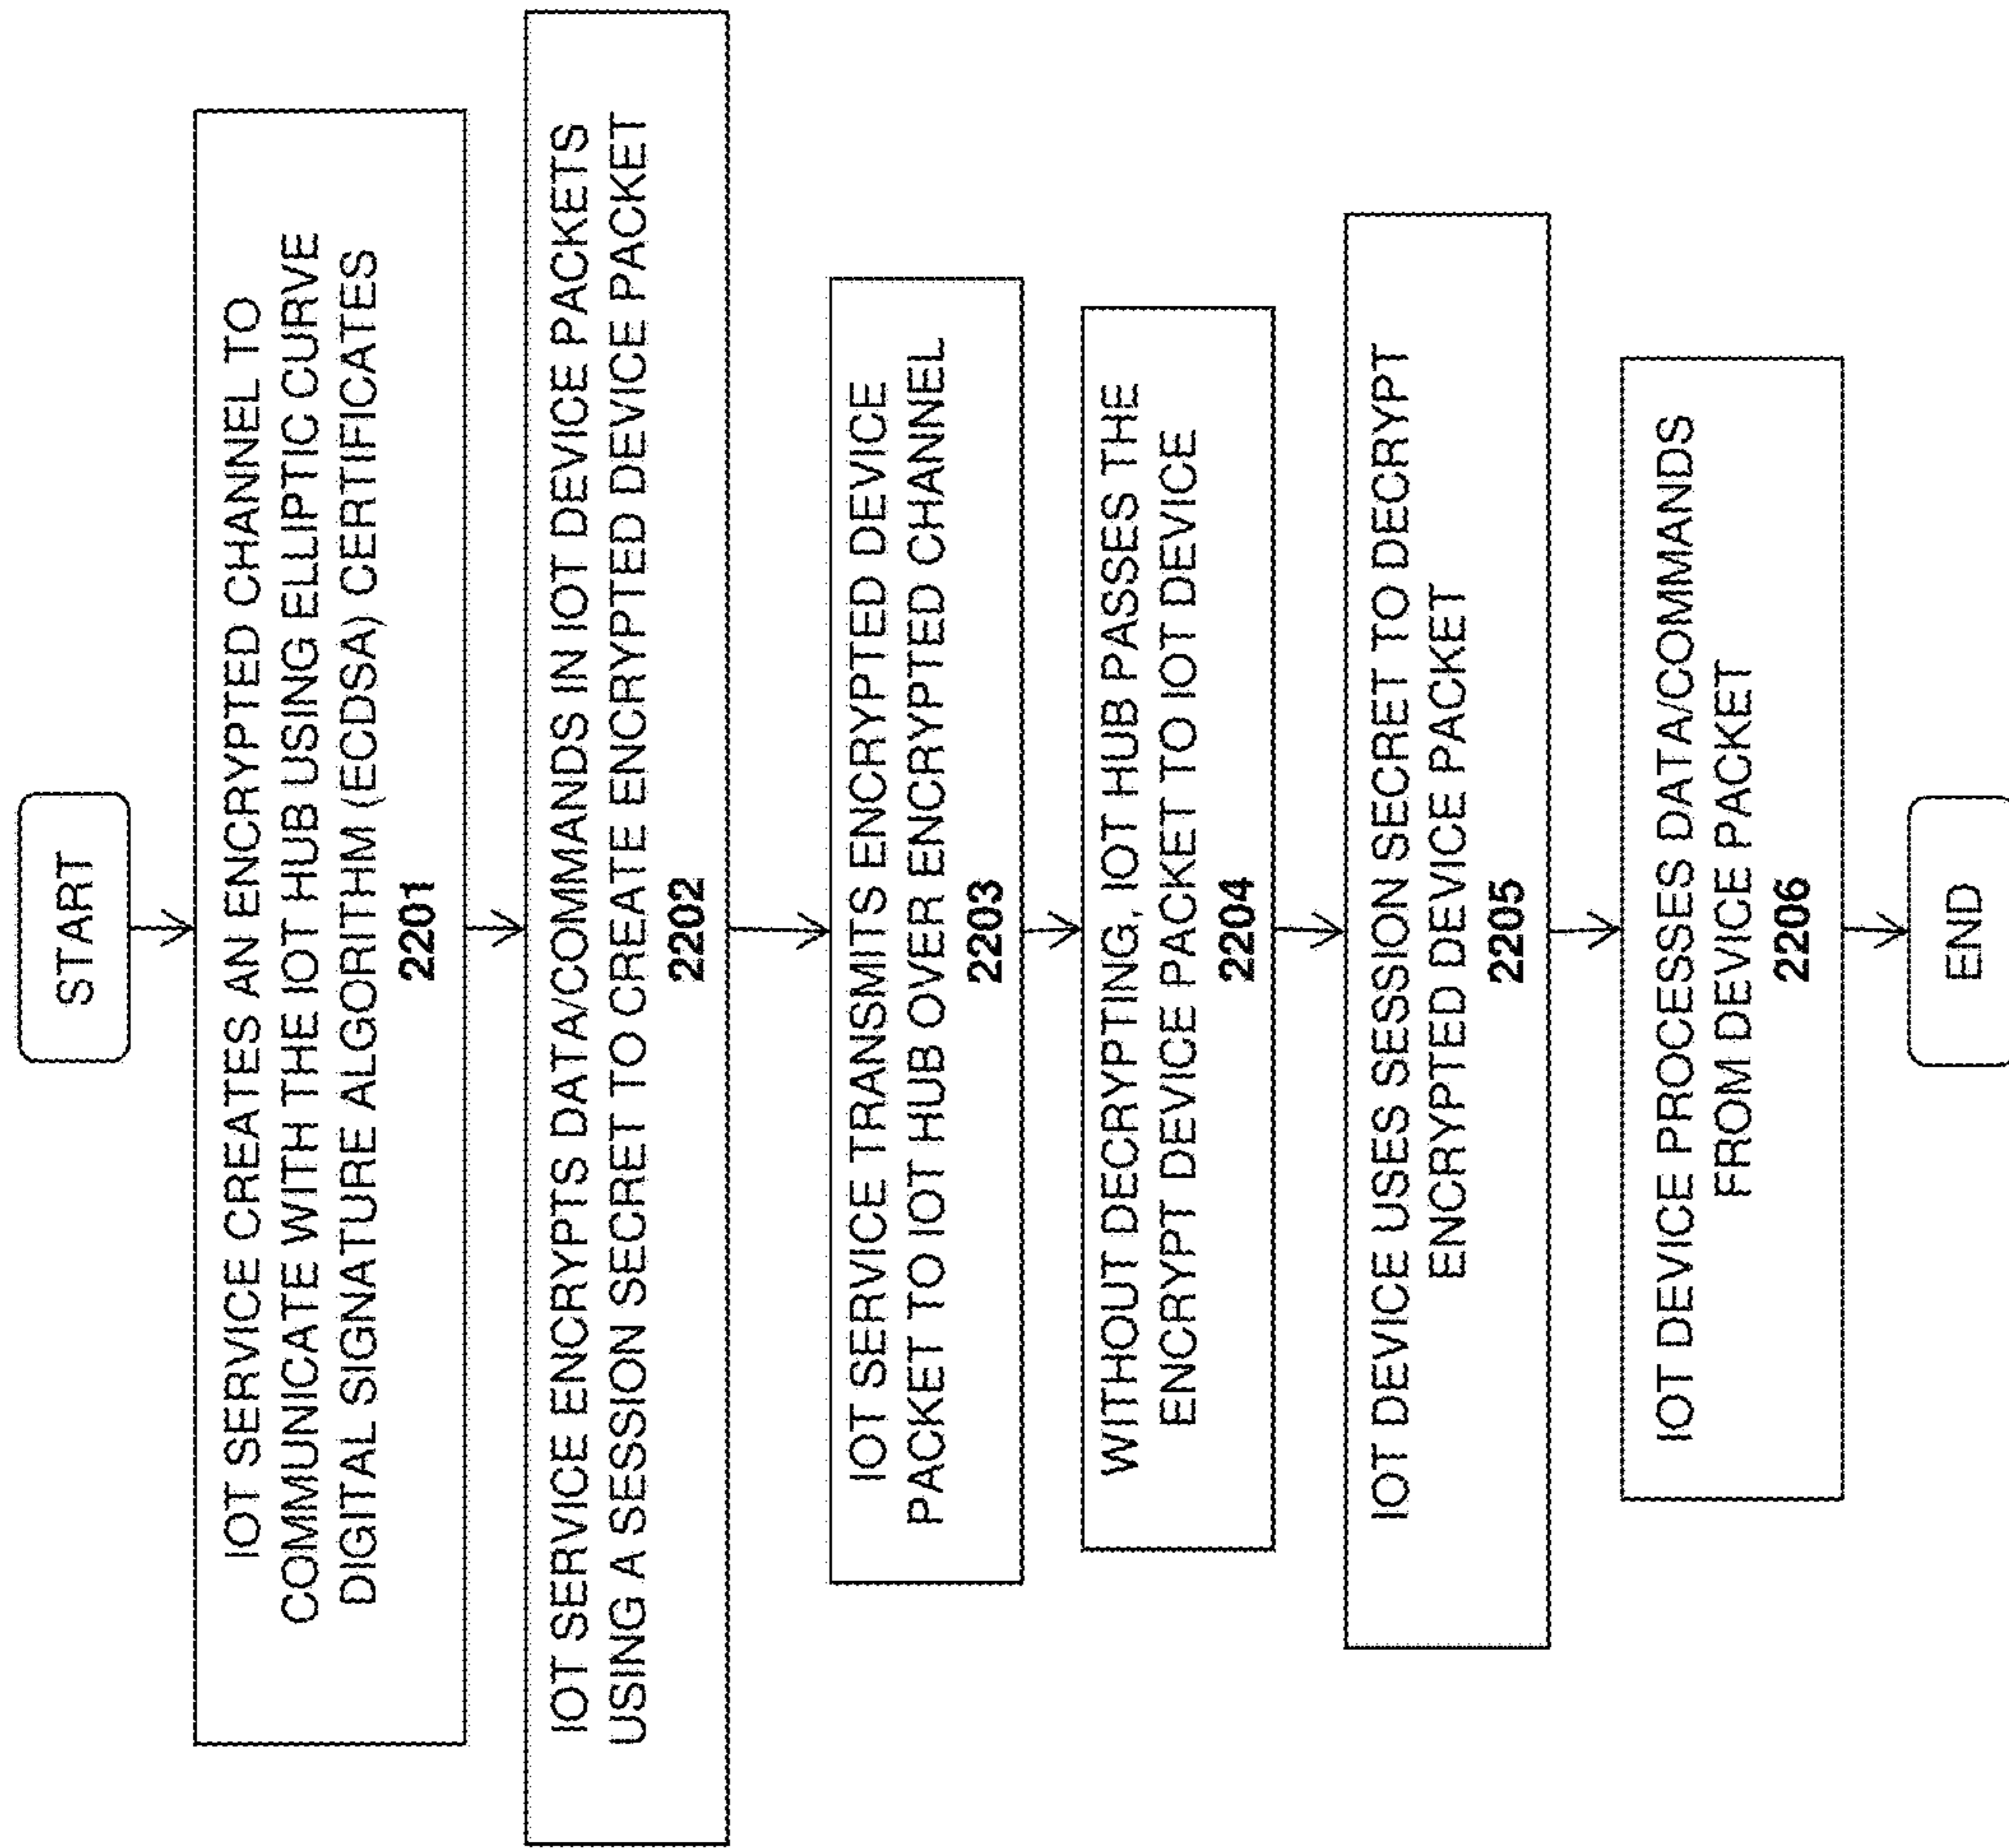 START
IOT SERVICE CREATES AN ENCRYPTED CHANNEL TO
COMMUNICATE WITH THE IOT HUB USING ELLIPTIC CURVE
DIGITAL SIGNATURE ALGORITHM (ECDSA) CERTIFICATES
2201
IOT SERVICE ENCRYPTS DATA/COMMANDS IN IOT DEVICE PACKETS
USING A SESSION SECRET TO CREATE ENCRYPTED DEVICE PACKET
2202
IOT SERVICE TRANSMITS ENCRYPTED DEVICE
PACKET TO IOT HUB OVER ENCRYPTED CHANNEL
2203
WITHOUT DECRYPTING, IOT HUB PASSES THE
ENCRYPT DEVICE PACKET TO IOT DEVICE
2204
IOT DEVICE USES SESSION SECRET TO DECRYPT
ENCRYPTED DEVICE PACKET
2205
IOT DEVICE PROCESSES DATA/COMMANDS
FROM DEVICE PACKET
2206
END